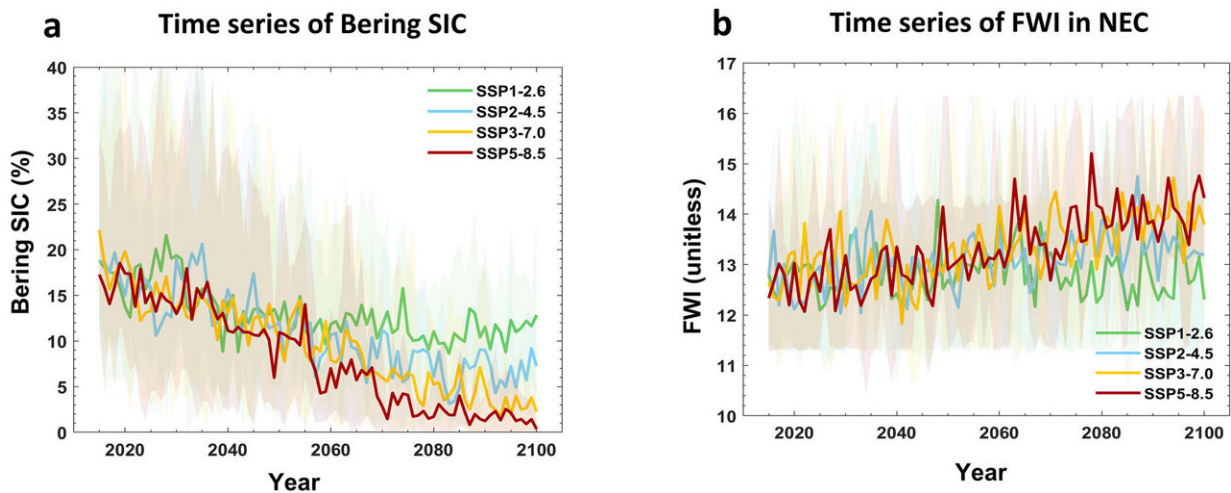 a
Time series of Bering SIC
Bering SIC (%)
40
35
30
25
20
15
10
5
0
SSP1-2.6
SSP2-4.5
SSP3-7.0
SSP5-8.5
2020
2040
2060
2080
2100
Year
b
Time series of FWI in NEC
FWI (unitless)
17
16
15
14
13
12
11
10
SSP1-2.6
SSP2-4.5
SSP3-7.0
SSP5-8.5
2020
2040
2060
2080
2100
Year